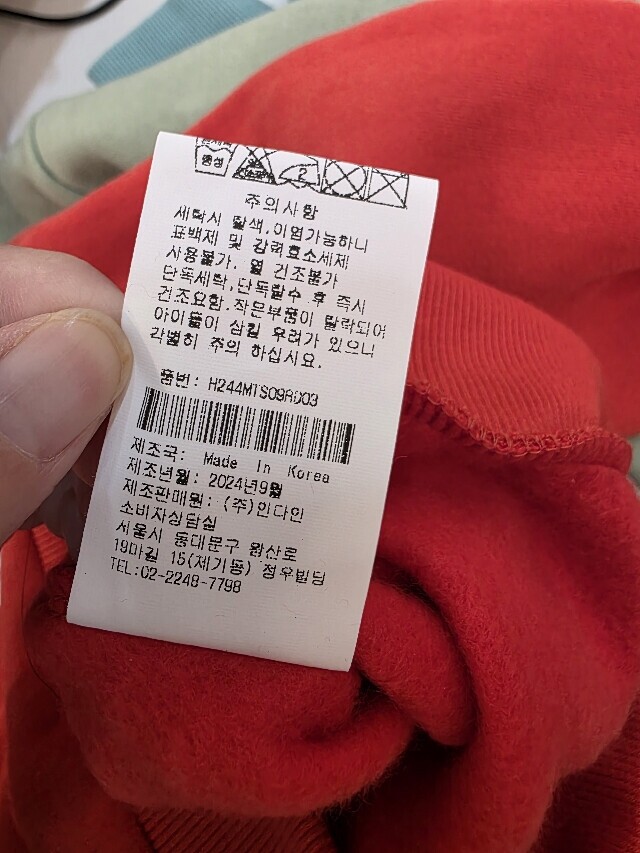 중성
2
주의사항
세탁시 탈색,이염가능하니
표백제 및 강력효소세제
사용불가, 열 건조불가
단독세탁,단독탈수 후 즉시
건조요함.작은부품이 탈락되어
아이들이 삼킬 우려가 있으니
각별히 주의 하십시요.
품번: H244MTS09RD03
제조국: Made In Korea
제조년월: 2024년9월
제조판매원: (주)인다인
소비자상담실
서울시 동대문구 왕산로
19마길 15(제기동) 정우빌딩
TEL:02-2248-7798